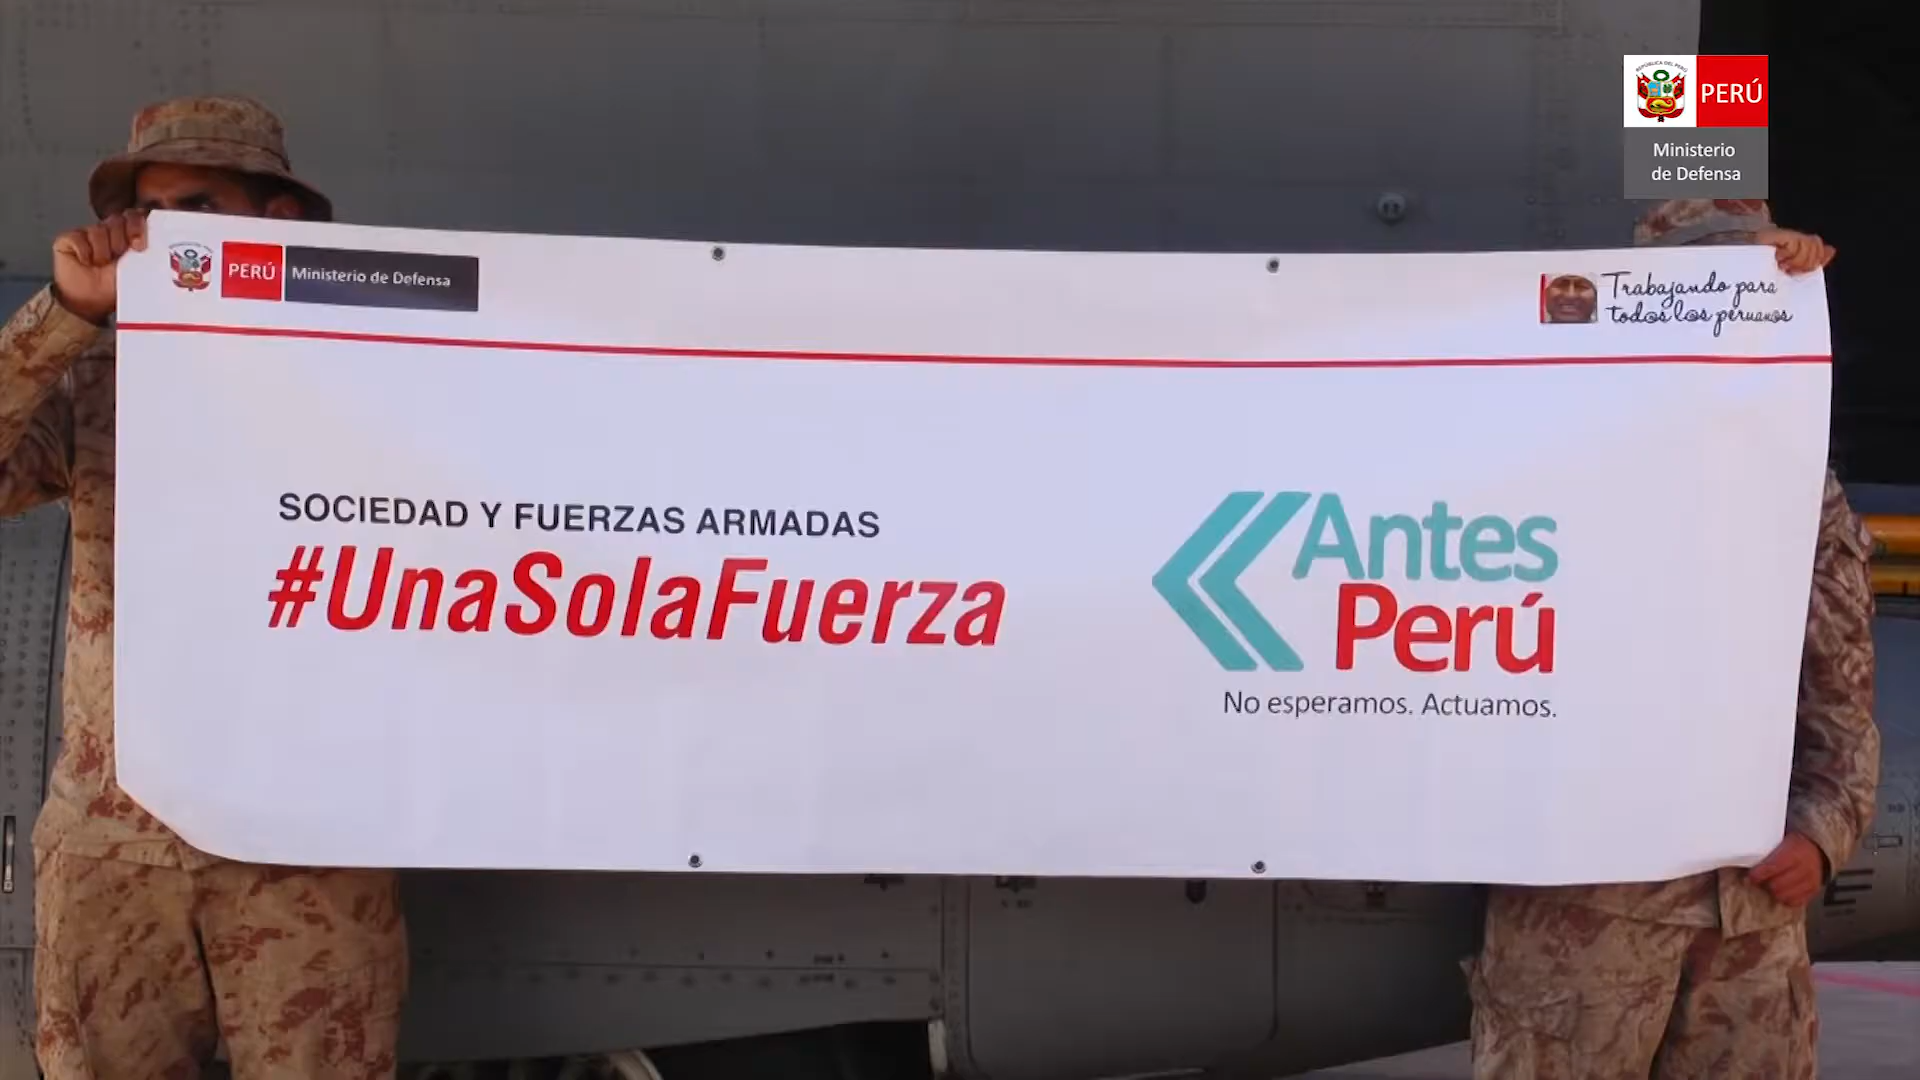 PERÚ
Ministerio
de Defensa
PERÚ Ministerio de Defensa
Trabajando para
todos los peruanos
SOCIEDAD Y FUERZAS ARMADAS
#UnaSolaFuerza
Antes
Perú
No esperamos. Actuamos.